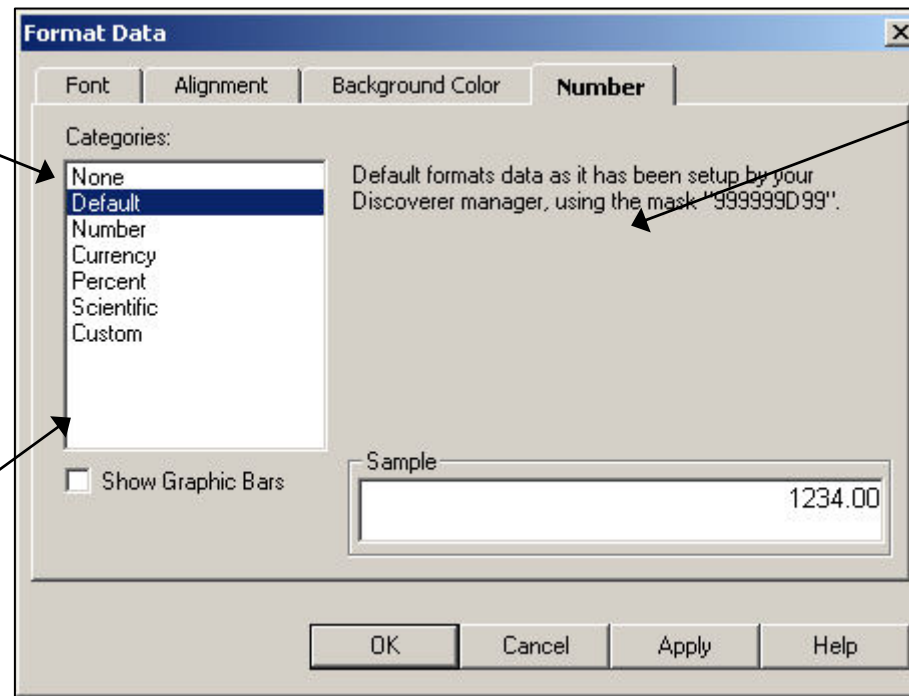 Format Data
Font Alignment Background Color Number
Categories:
None
Default
Number
Currency
Percent
Scientific
Custom
Default formats data as it has been setup by your
Discoverer manager, using the mask "999999D99".
Show Graphic Bars
Sample
1234.00
OK Cancel Apply Help